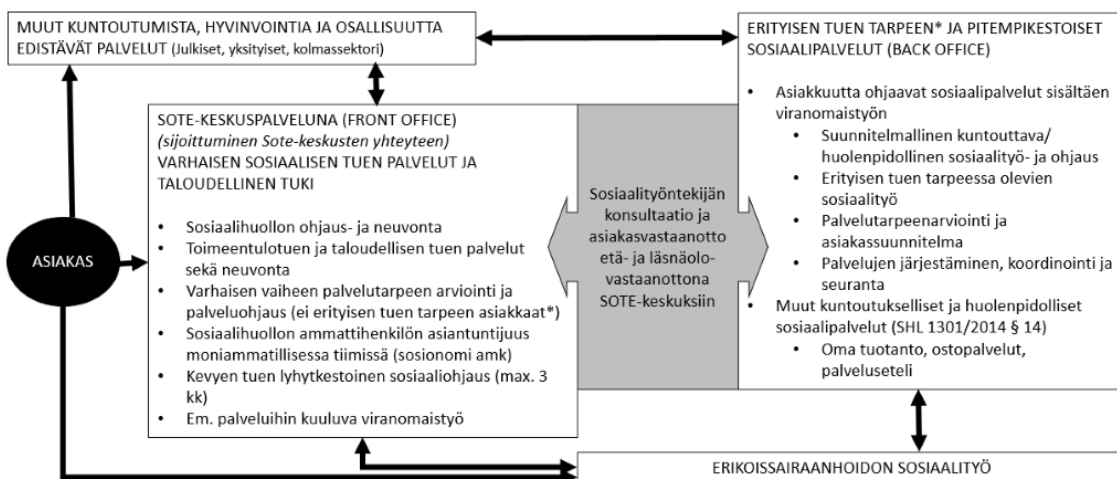 MUUT KUNTOUTUMISTA, HYVINVOINTIA JA OSALLISUUTTA
EDISTÄVÄT PALVELUT (Julkiset, yksityiset, kolmassektori)
ASIAKAS
SOTE-KESKUSPALVELUNA (FRONT OFFICE)
(sijoittuminen Sote-keskusten yhteyteen)
VARHAISEN SOSIAALISEN TUEN PALVELUT JA
TALOUDELLINEN TUKI
• Sosiaalihuollon ohjaus- ja neuvonta
• Toimeentulotuen ja taloudellisen tuen palvelut
sekä neuvonta
• Varhaisen vaiheen palvelutarpeen arviointi ja
palveluohjaus (ei erityisen tuen tarpeen asiakkaat*)
• Sosiaalihuollon ammattihenkilön asiantuntijuus
moniammatillisessa tiimissä (sosionomi amk)
• Kevyen tuen lyhytkestoinen sosiaaliohjaus (max. 3
kk)
• Em. palveluihin kuuluva viranomaistyö
Sosiaalityöntekijän
konsultaatio ja
asiakasvastaanotto
etä- ja läsnäolo-
vastaanottona
SOTE-keskuksiin
ERITYISEN TUEN TARPEEN* JA PITEMPIKESTOISET
SOSIAALIPALVELUT (BACK OFFICE)
• Asiakkuutta ohjaavat sosiaalipalvelut sisältäen
viranomaistyön
• Suunnitelmallinen kuntouttava/
huolenpidollinen sosiaalityö- ja ohjaus
• Erityisen tuen tarpeessa olevien
sosiaalityö
• Palvelutarpeenarviointi ja
asiakassuunnitelma
• Palvelujen järjestäminen, koordinointi ja
seuranta
• Muut kuntoutukselliset ja huolenpidolliset
sosiaalipalvelut (SHL 1301/2014 § 14)
• Oma tuotanto, ostopalvelut,
palveluseteli
ERIKOISSAIRAANHOIDON SOSIAALITYÖ